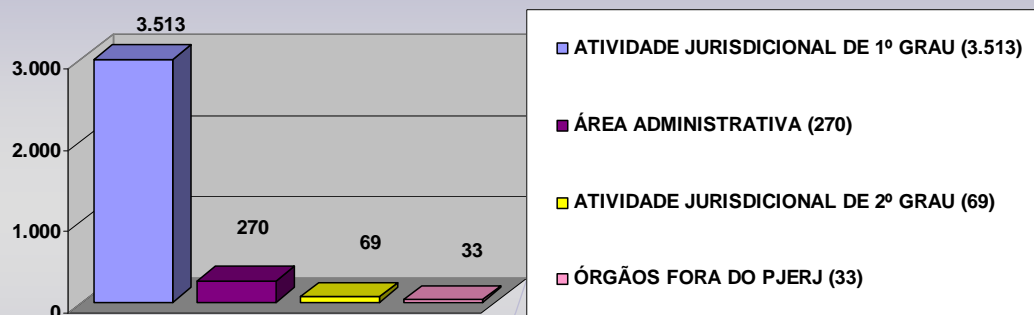 3.513
3.000
2.000
1.000
0
270
69
33
ATIVIDADE JURISDICIONAL DE 1º GRAU (3.513)
ÁREA ADMINISTRATIVA (270)
ATIVIDADE JURISDICIONAL DE 2º GRAU (69)
ÓRGÃOS FORA DO PJERJ (33)